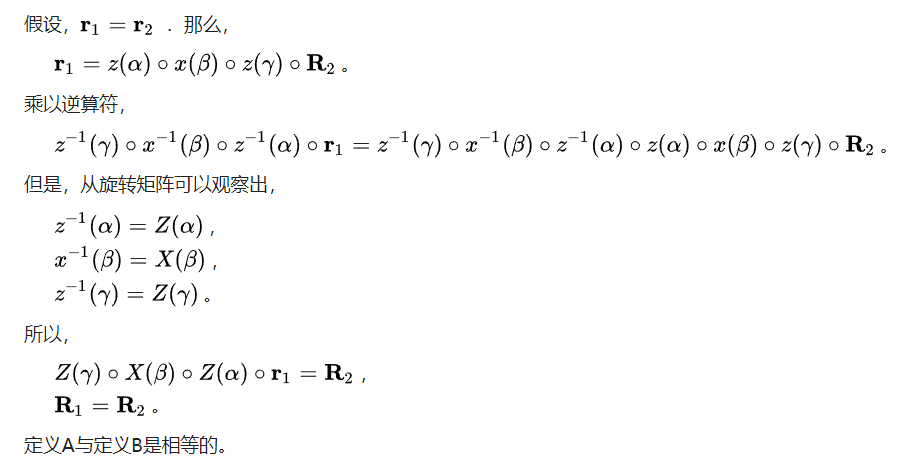 假设，r₁ = r₂ ．那么，
r₁ = z(α) ∘ x(β) ∘ z(γ) ∘ R₂ 。
乘以逆算符，
z⁻¹(γ) ∘ x⁻¹(β) ∘ z⁻¹(α) ∘ r₁ = z⁻¹(γ) ∘ x⁻¹(β) ∘ z⁻¹(α) ∘ z(α) ∘ x(β) ∘ z(γ) ∘ R₂ 。
但是，从旋转矩阵可以观察出，
z⁻¹(α) = Z(α) ，
x⁻¹(β) = X(β) ，
z⁻¹(γ) = Z(γ) 。
所以，
Z(γ) ∘ X(β) ∘ Z(α) ∘ r₁ = R₂ ，
R₁ = R₂ 。
定义A与定义B是相等的。